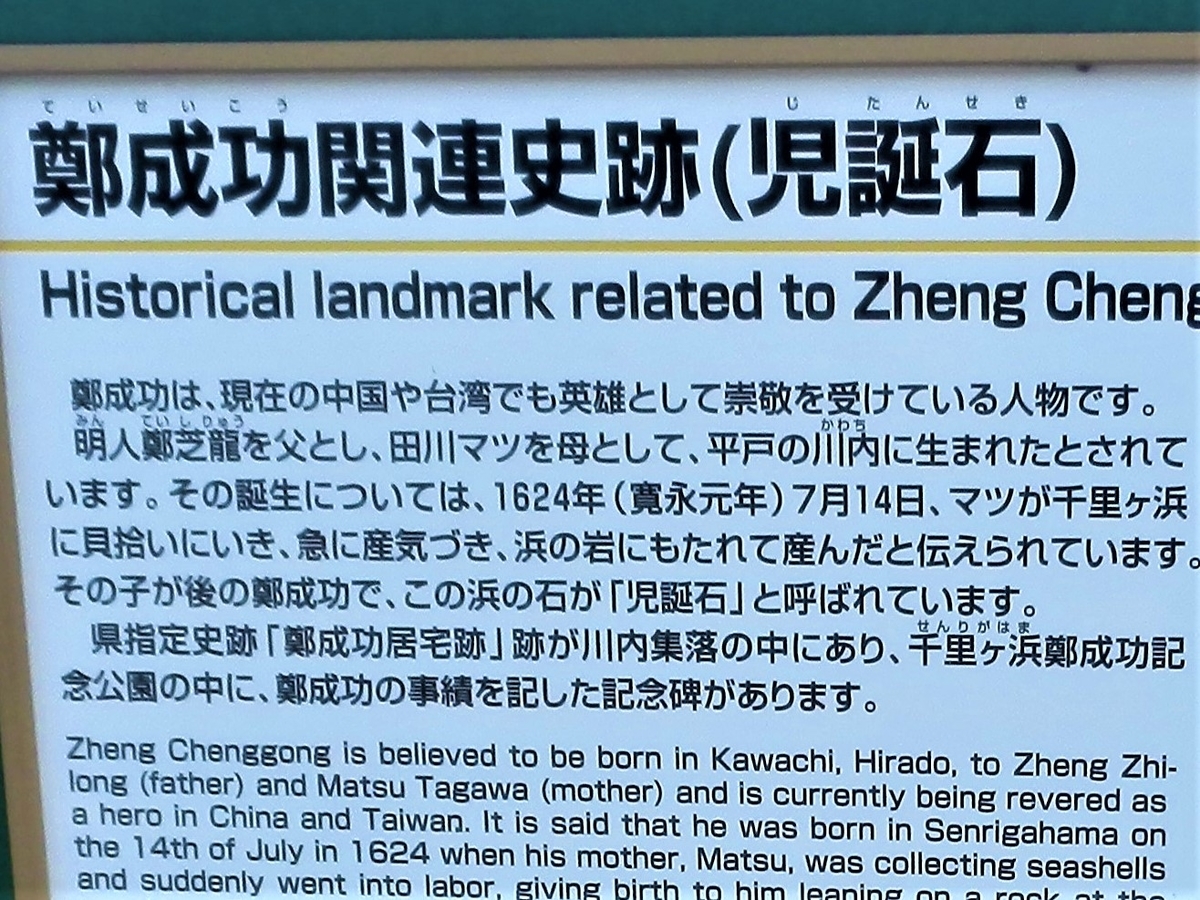 ていせいこう じたんせき
鄭成功関連史跡(児誕石)
Historical landmark related to Zheng Cheng
鄭成功は、現在の中国や台湾でも英雄として崇敬を受けている人物です。
みん ていしりゅう かわち
明人鄭芝龍を父とし、田川マツを母として、平戸の川内に生まれたとされて
います。その誕生については、1624年(寛永元年)7月14日、マツが千里ヶ浜
に貝拾いにいき、急に産気づき、浜の岩にもたれて産んだと伝えられています。
その子が後の鄭成功で、この浜の石が「児誕石」と呼ばれています。
せんりがはま
県指定史跡「鄭成功居宅跡」跡が川内集落の中にあり、千里ヶ浜鄭成功記
念公園の中に、鄭成功の事績を記した記念碑があります。
Zheng Chenggong is believed to be born in Kawachi, Hirado, to Zheng Zhi-
long (father) and Matsu Tagawa (mother) and is currently being revered as
a hero in China and Taiwan. It is said that he was born in Senrigahama on
the 14th of July in 1624 when his mother, Matsu, was collecting seashells
and suddenly went into labor, giving birth to him leaning on a rock at the